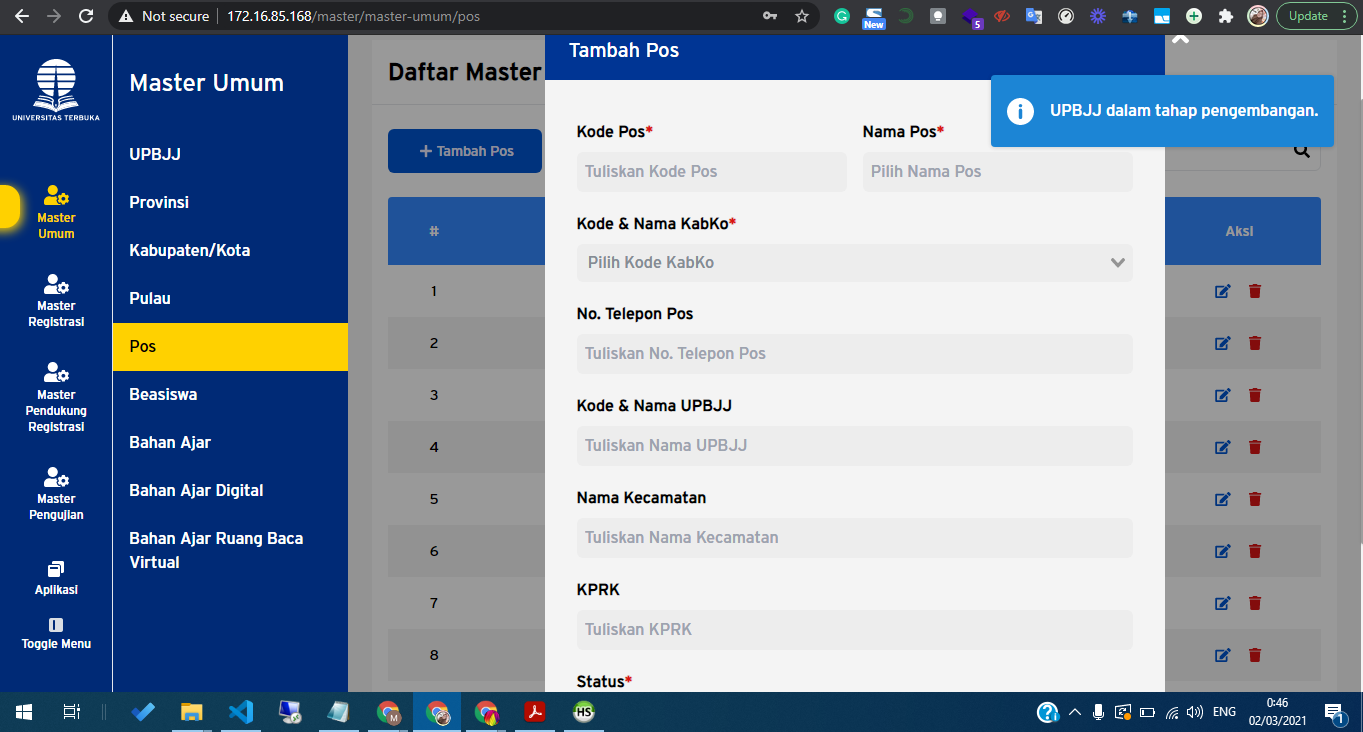 Not secure 172.16.85.168/master/master-umum/pos
New
5
Update
UNIVERSITAS TERBUKA
Master
Umum
Master
Registrasi
Master
Pendukung
Registrasi
Master
Pengujian
Aplikasi
Toggle Menu
Master Umum
UPBJJ
Provinsi
Kabupaten/Kota
Pulau
Pos
Beasiswa
Bahan Ajar
Bahan Ajar Digital
Bahan Ajar Ruang Baca
Virtual
Daftar Master
+ Tambah Pos
#
Aksi
1
2
3
4
5
6
7
8
Tambah Pos
UPBJJ dalam tahap pengembangan.
Kode Pos*
Nama Pos*
Tuliskan Kode Pos
Pilih Nama Pos
Kode & Nama KabKo*
Pilih Kode KabKo
No. Telepon Pos
Tuliskan No. Telepon Pos
Kode & Nama UPBJJ
Tuliskan Nama UPBJJ
Nama Kecamatan
Tuliskan Nama Kecamatan
KPRK
Tuliskan KPRK
Status*
M
HS
ENG
0:46
02/03/2021
1